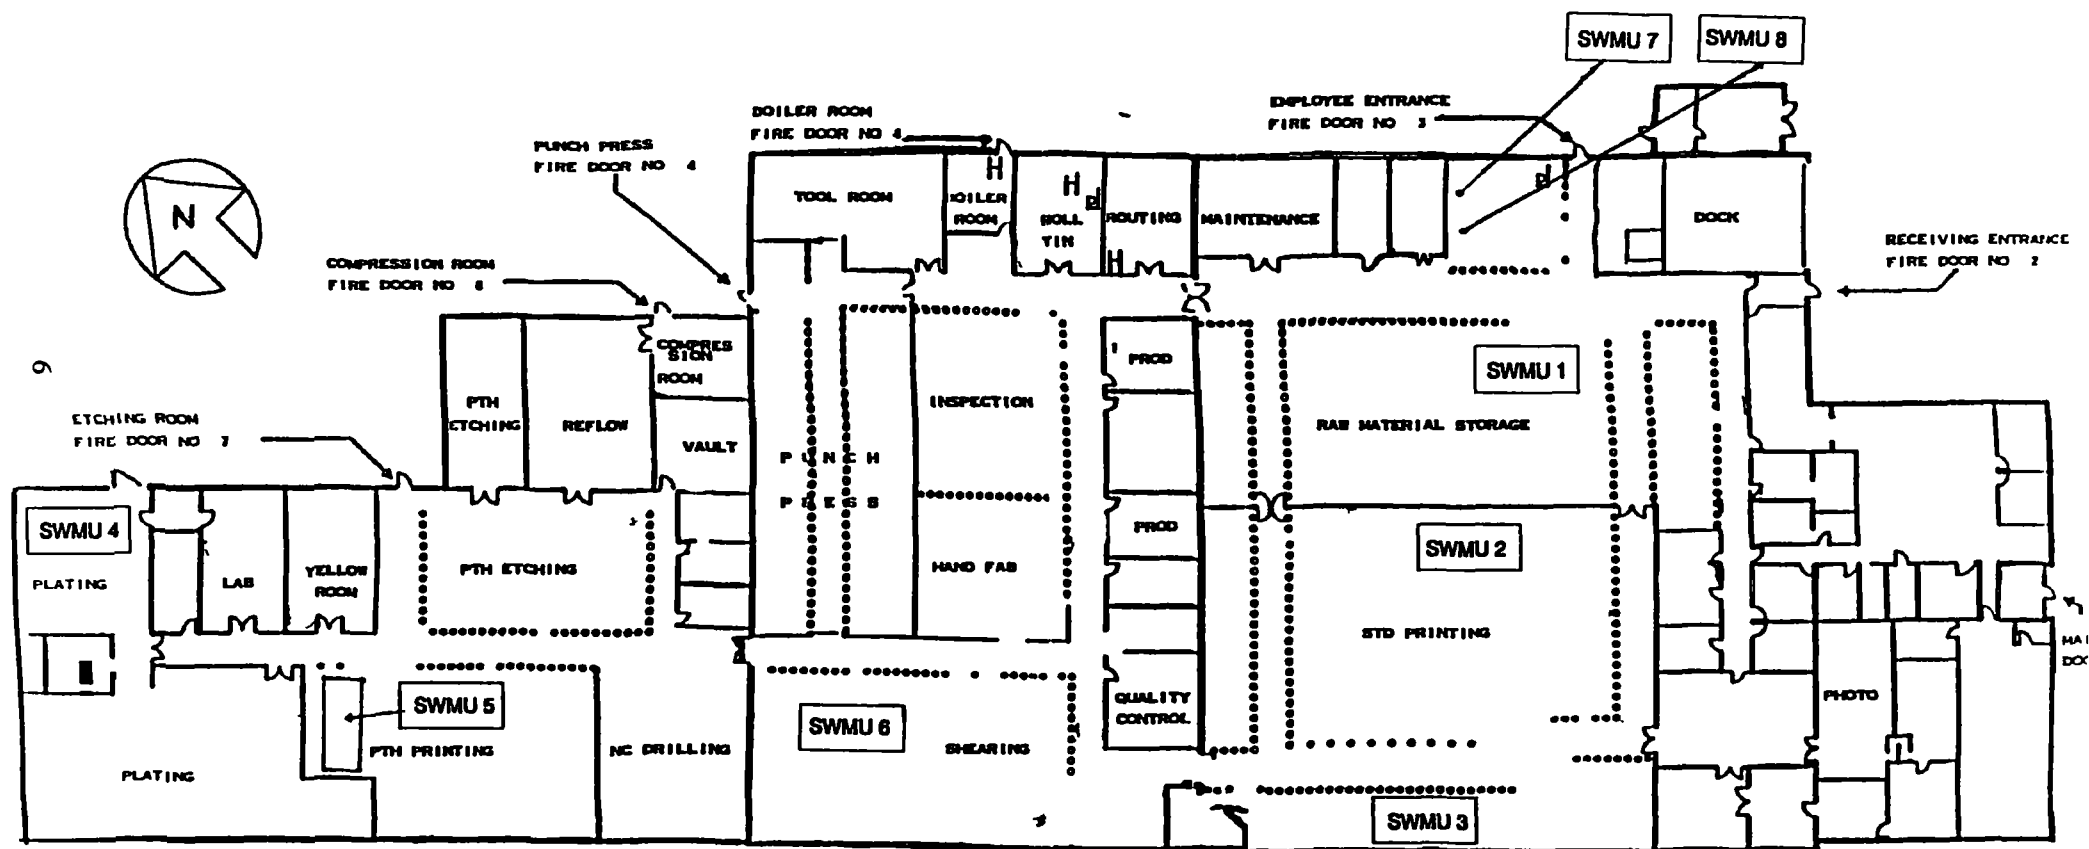 SWMU 7
SWMU 8
BOILER ROOM
FIRE DOOR NO 4
EMPLOYEE ENTRANCE
FIRE DOOR NO 3
PUNCH PRESS
FIRE DOOR NO 4
N
TOOL ROOM
BOILER
ROOM
H
H
ROLL
TIN
ROUTING
H
MAINTENANCE
DOCK
RECEIVING ENTRANCE
FIRE DOOR NO 2
COMPRESSION ROOM
FIRE DOOR NO 6
COMPRES
SION
ROOM
PROD
SWMU 1
6
PTH
ETCHING
REFLOW
INSPECTION
RAW MATERIAL STORAGE
ETCHING ROOM
FIRE DOOR NO 7
VAULT
PUNCH
PRESS
SWMU 4
PROD
SWMU 2
PLATING
LAB
YELLOW
ROOM
PTH ETCHING
HAND FAB
STD PRINTING
HAI
DOC
SWMU 5
PHOTO
QUALITY
CONTROL
SWMU 6
PTH PRINTING
NC DRILLING
SHEARING
PLATING
SWMU 3